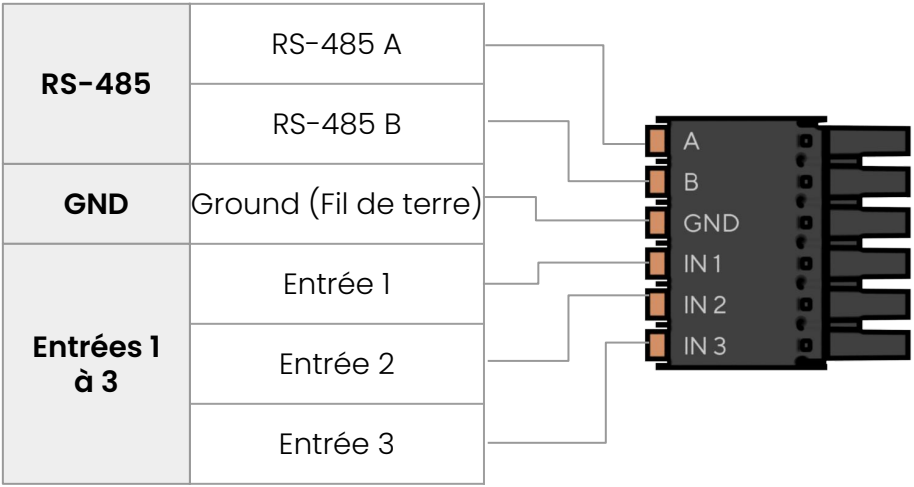 RS-485
RS-485 A
RS-485 B
GND
Ground (Fil de terre)
Entrées 1
à 3
Entrée 1
Entrée 2
Entrée 3
A
B
GND
IN 1
IN 2
IN 3